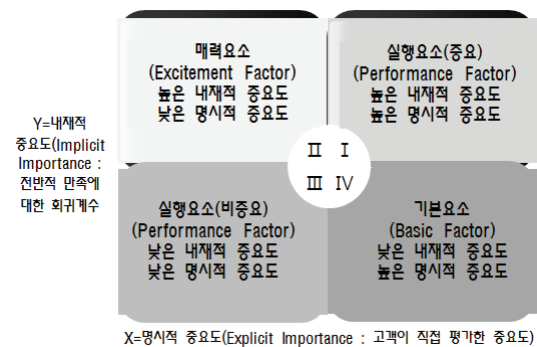 매력요소
(Excitement Factor)
높은 내재적 중요도
낮은 명시적 중요도
실행요소(중요)
(Performance Factor)
높은 내재적 중요도
높은 명시적 중요도
Y=내재적
중요도(Implicit
Importance :
전반적 만족에
대한 회귀계수
Ⅱ Ⅰ
Ⅲ Ⅳ
실행요소(비중요)
(Performance Factor)
낮은 내재적 중요도
낮은 명시적 중요도
기본요소
(Basic Factor)
낮은 내재적 중요도
높은 명시적 중요도
X=명시적 중요도(Explicit Importance : 고객이 직접 평가한 중요도)